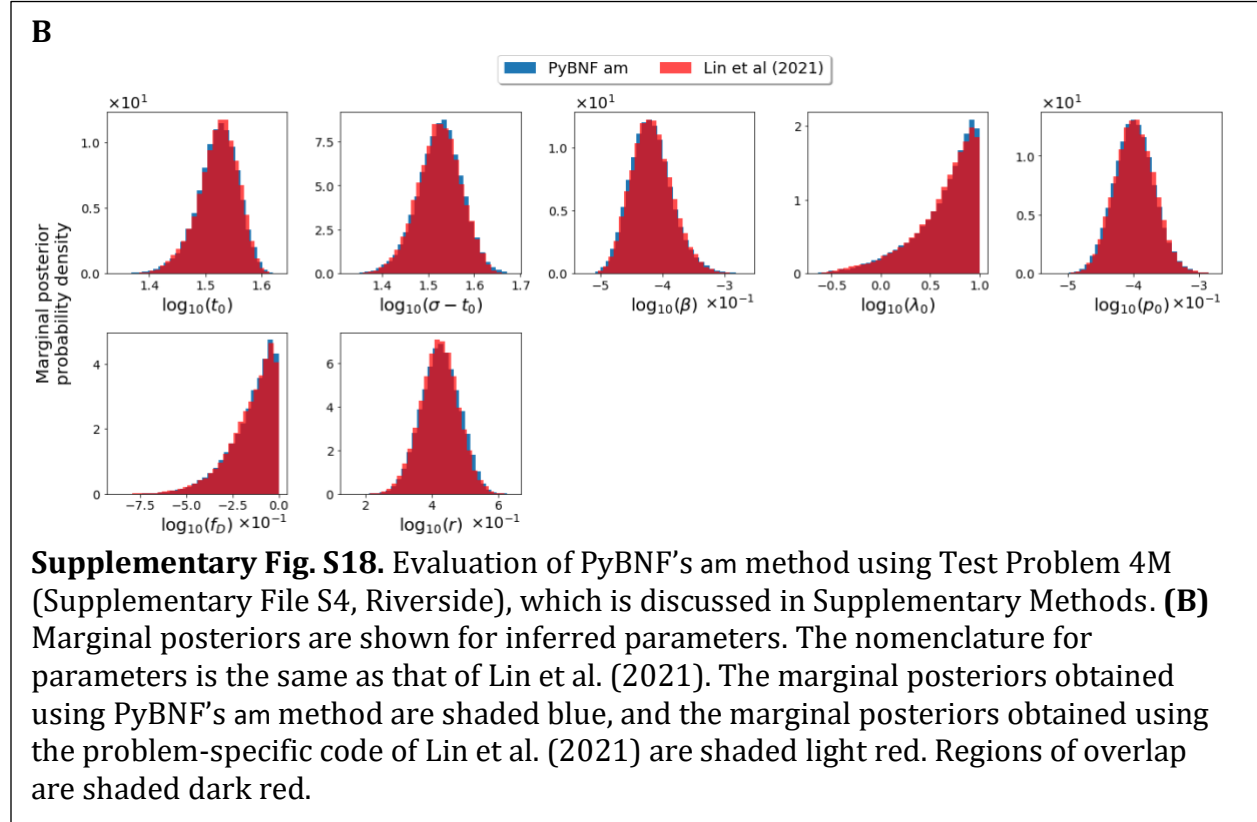 B
PyBNF am Lin et al (2021)
Marginal posterior
probability density
×10¹
1.0
0.5
0.0
1.4 1.5 1.6
log₁₀(t₀)
7.5
5.0
2.5
0.0
1.4 1.5 1.6 1.7
log₁₀(σ − t₀)
×10¹
1.0
0.5
0.0
−5 −4 −3
log₁₀(β) ×10⁻¹
2
1
0
−0.5 0.0 0.5 1.0
log₁₀(λ₀)
×10¹
1.0
0.5
0.0
−5 −4 −3
log₁₀(p₀) ×10⁻¹
4
2
0
−7.5 −5.0 −2.5 0.0
log₁₀(f_D) ×10⁻¹
6
4
2
0
2 4 6
log₁₀(r) ×10⁻¹
Supplementary Fig. S18. Evaluation of PyBNF’s am method using Test Problem 4M
(Supplementary File S4, Riverside), which is discussed in Supplementary Methods. (B)
Marginal posteriors are shown for inferred parameters. The nomenclature for
parameters is the same as that of Lin et al. (2021). The marginal posteriors obtained
using PyBNF’s am method are shaded blue, and the marginal posteriors obtained using
the problem-specific code of Lin et al. (2021) are shaded light red. Regions of overlap
are shaded dark red.